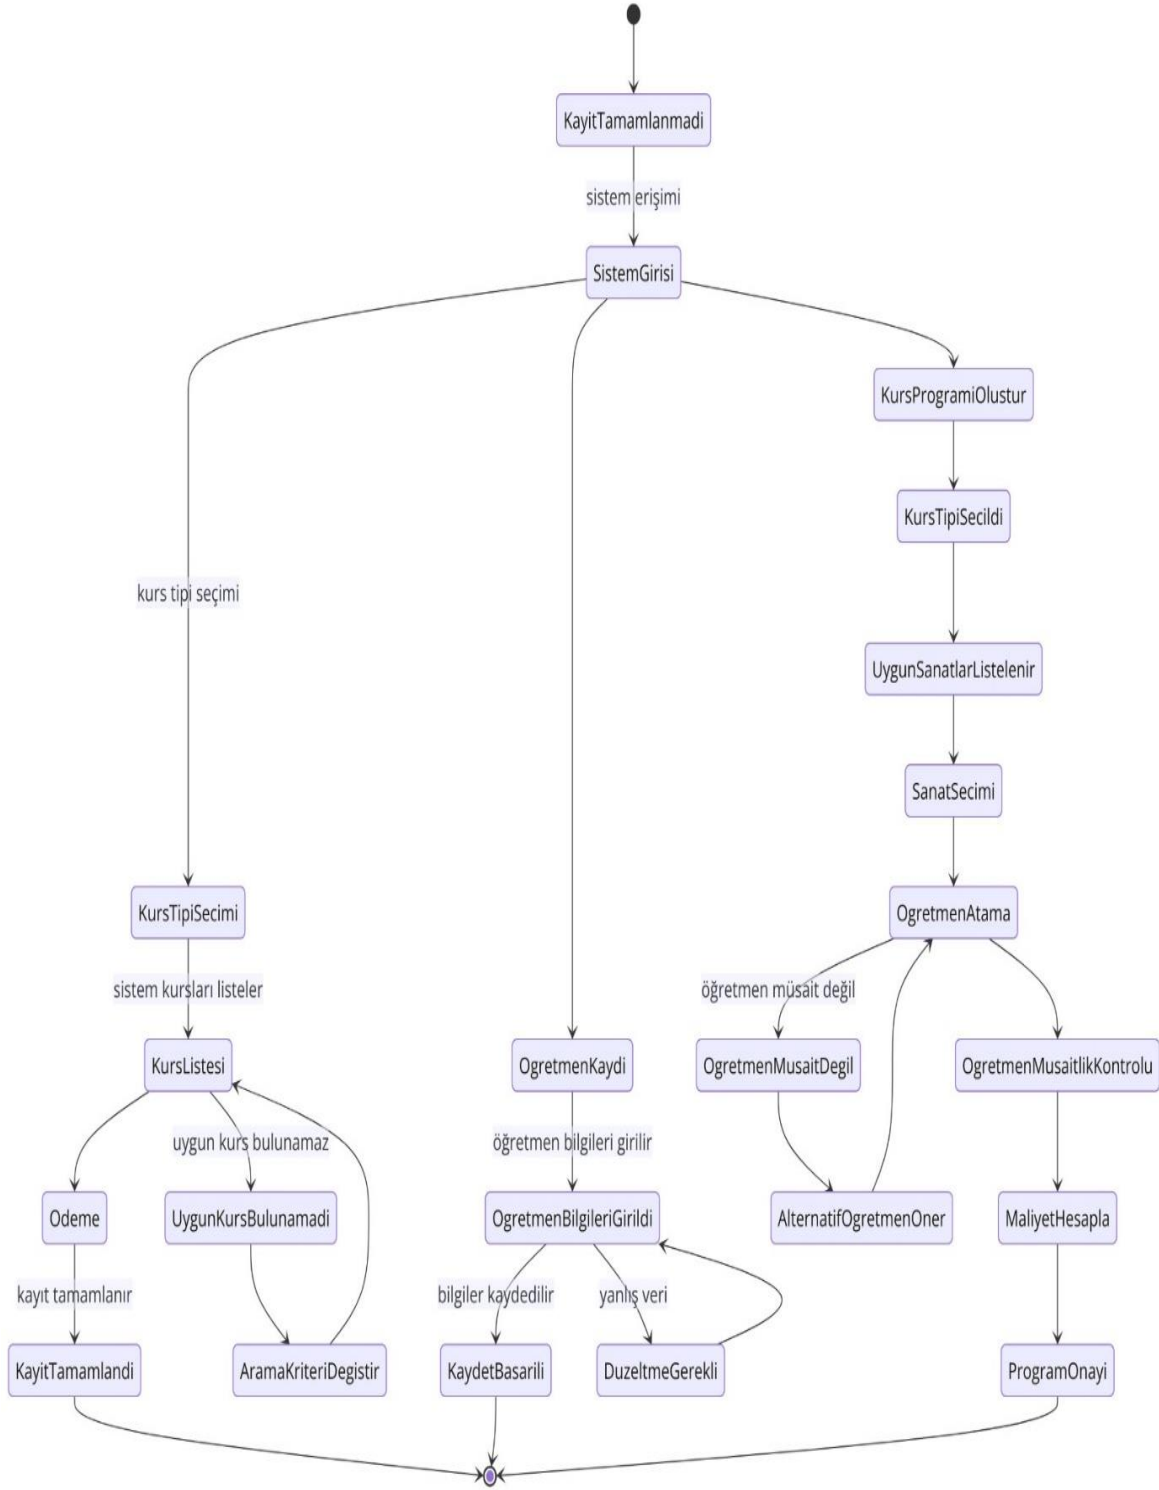 KayitTamamlanmadi
sistem erişimi
SistemGirisi
KursProgramiOlustur
KursTipiSecildi
kurs tipi seçimi
UygunSanatlarListelenir
SanatSecimi
KursTipiSecimi
OgretmenAtama
sistem kursları listeler
öğretmen müsait değil
KursListesi
OgretmenKaydi
OgretmenMusaitDegil
OgretmenMusaitlikKontrolu
uygun kurs bulunamaz
öğretmen bilgileri girilir
Odeme
UygunKursBulunamadi
OgretmenBilgileriGirildi
AlternatifOgretmenOner
MaliyetHesapla
kayıt tamamlanır
bilgiler kaydedilir
yanlış veri
KayitTamamlandi
AramaKriteriDegistir
KaydetBasarili
DuzeltmeGerekli
ProgramOnayi